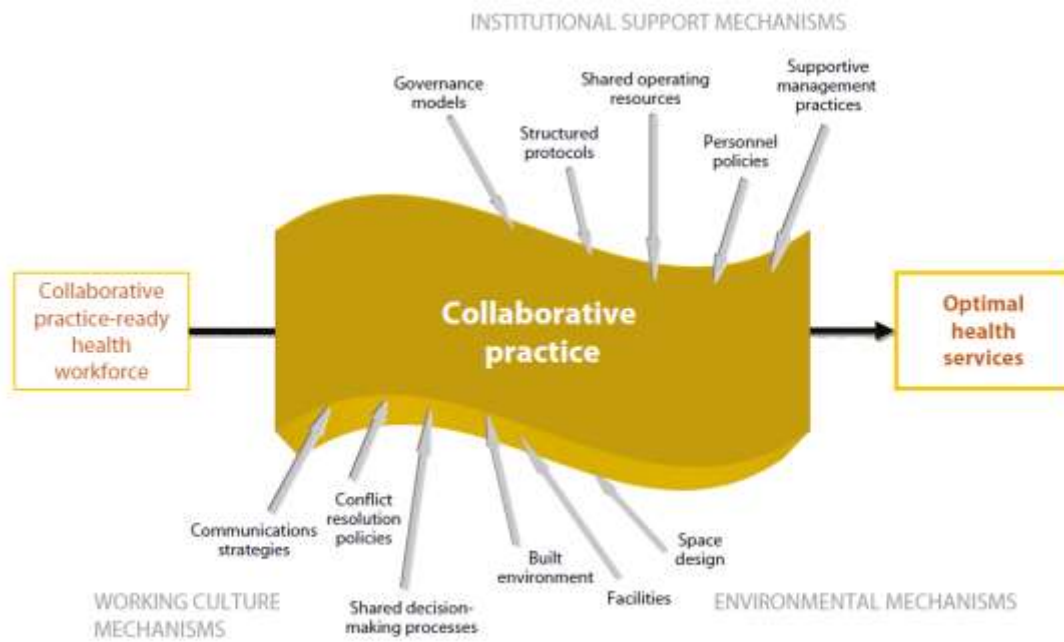 INSTITUTIONAL SUPPORT MECHANISMS
Governance
models
Structured
protocols
Shared operating
resources
Personnel
policies
Supportive
management
practices
Collaborative
practice-ready
health
workforce
Collaborative
practice
Optimal
health
services
Communications
strategies
Conflict
resolution
policies
Shared decision-
making processes
Built
environment
Facilities
Space
design
WORKING CULTURE
MECHANISMS
ENVIRONMENTAL MECHANISMS